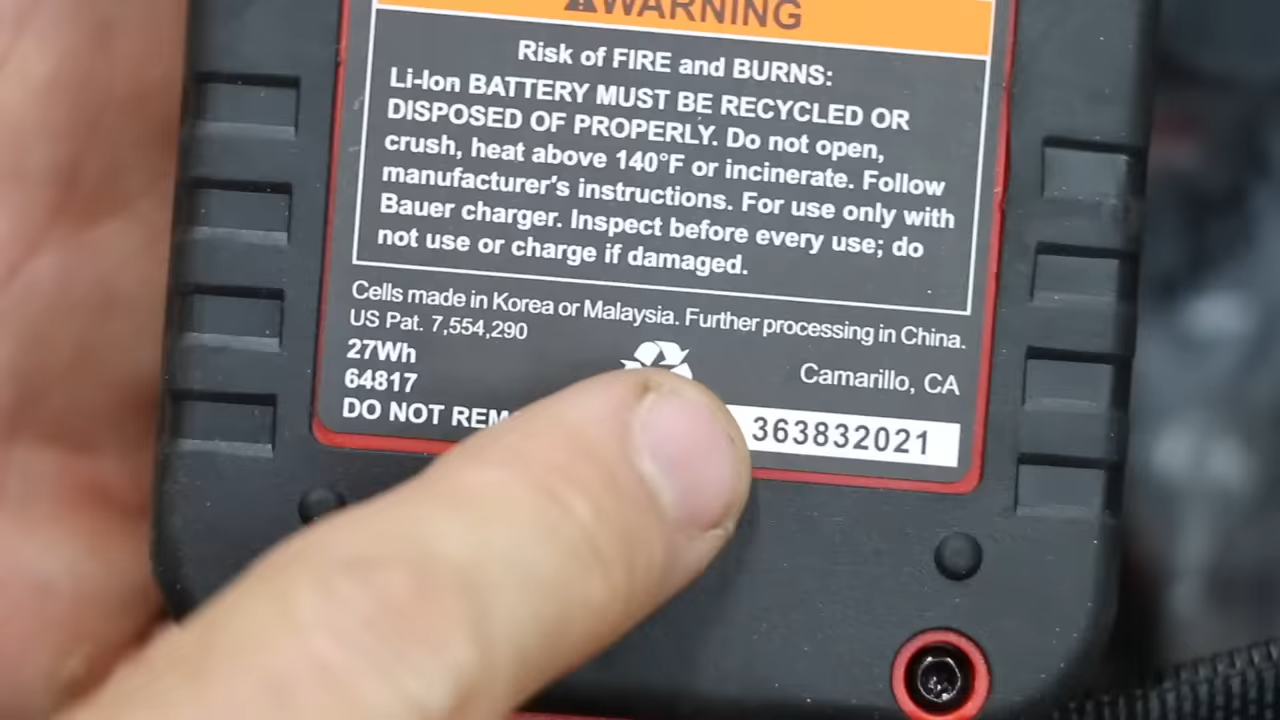 WARNING
Risk of FIRE and BURNS:
Li-Ion BATTERY MUST BE RECYCLED OR
DISPOSED OF PROPERLY. Do not open,
crush, heat above 140°F or incinerate. Follow
manufacturer's instructions. For use only with
Bauer charger. Inspect before every use; do
not use or charge if damaged.
Cells made in Korea or Malaysia. Further processing in China.
US Pat. 7,554,290
27Wh
Camarillo, CA
64817
DO NOT 363832021